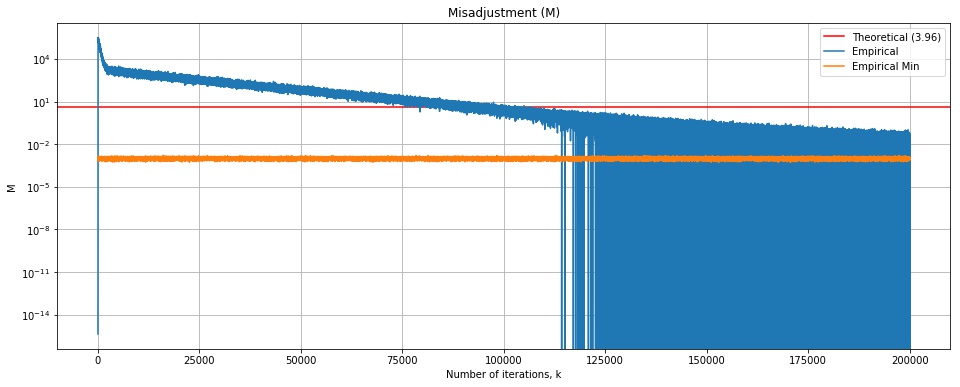 Misadjustment (M)
Theoretical (3.96)
Empirical
Empirical Min
M
10^4
10^1
10^-2
10^-5
10^-8
10^-11
10^-14
0 25000 50000 75000 100000 125000 150000 175000 200000
Number of iterations, k